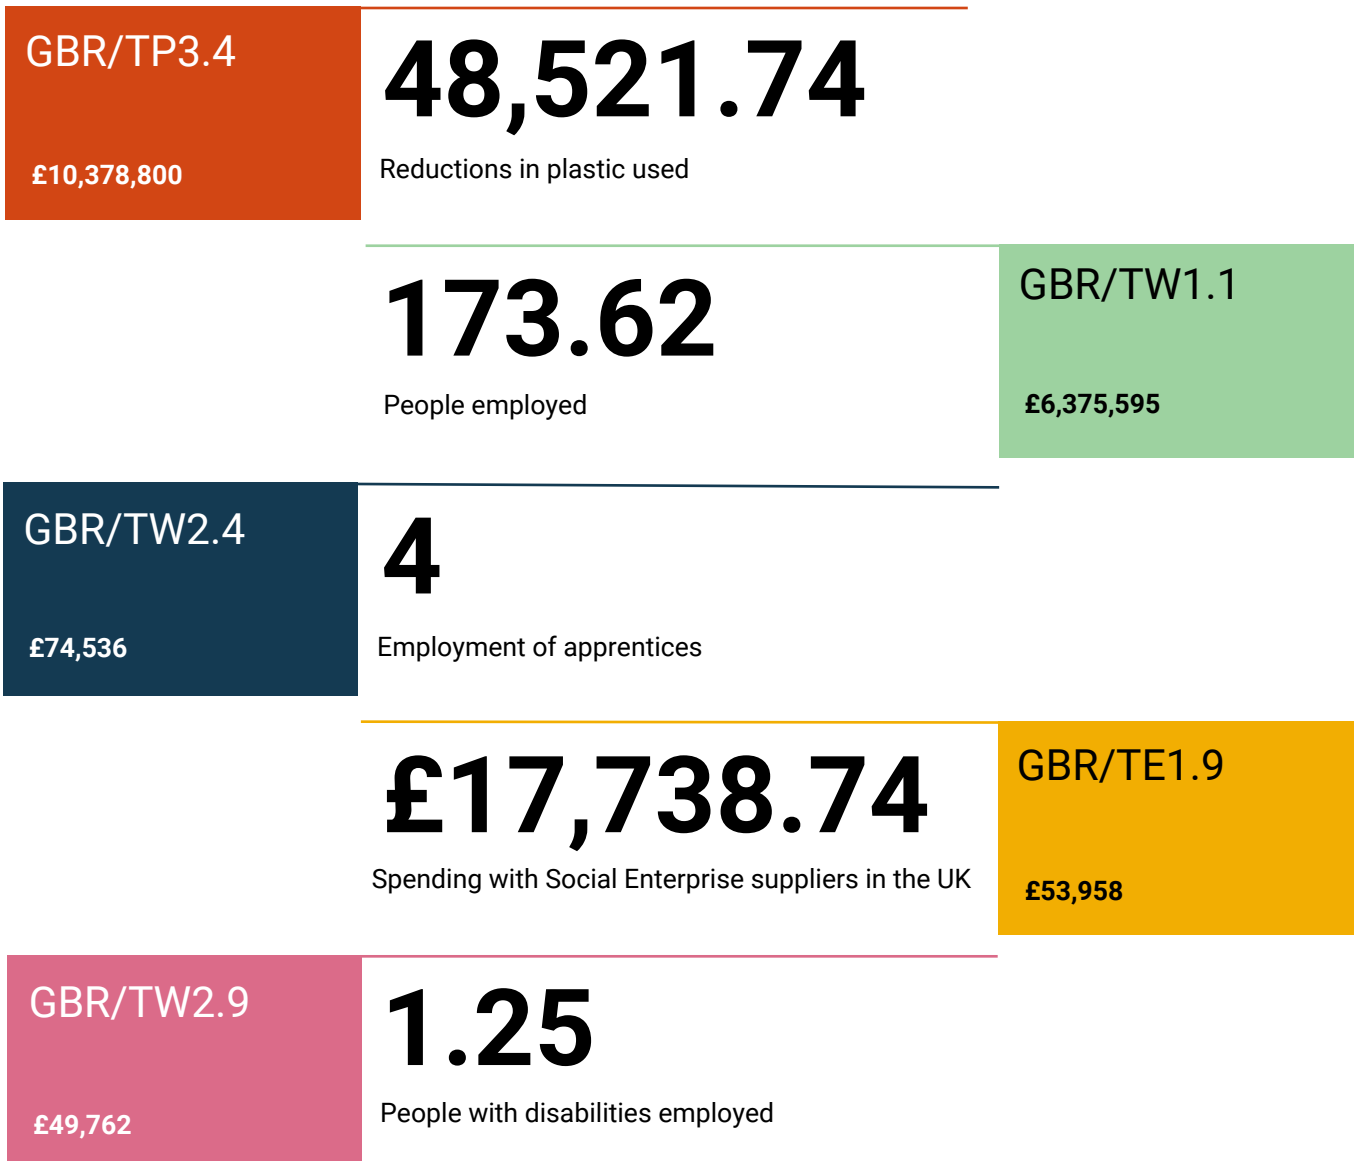 GBR/TP3.4
£10,378,800
48,521.74
Reductions in plastic used
173.62
People employed
GBR/TW1.1
£6,375,595
GBR/TW2.4
£74,536
4
Employment of apprentices
£17,738.74
Spending with Social Enterprise suppliers in the UK
GBR/TE1.9
£53,958
GBR/TW2.9
£49,762
1.25
People with disabilities employed